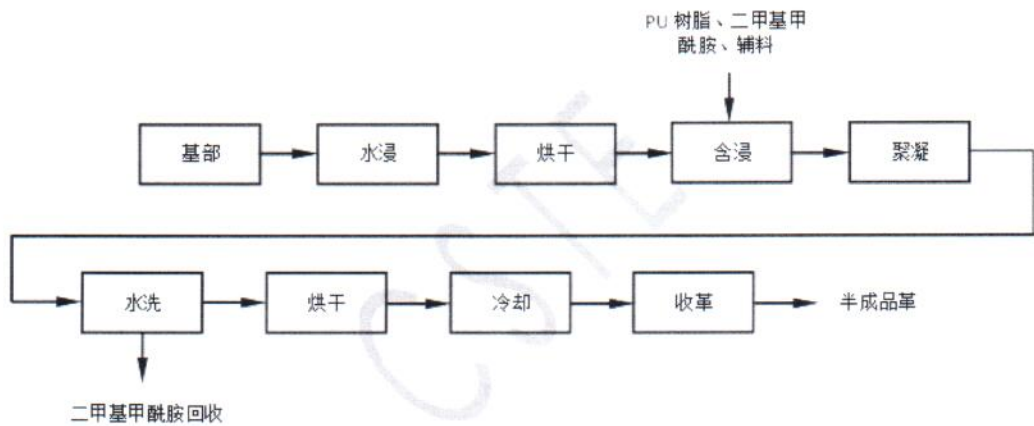 PU 树脂、二甲基甲
酰胺、辅料
基部
水浸
烘干
含浸
聚凝
水洗
烘干
冷却
收革
半成品革
二甲基甲酰胺回收
CSTE